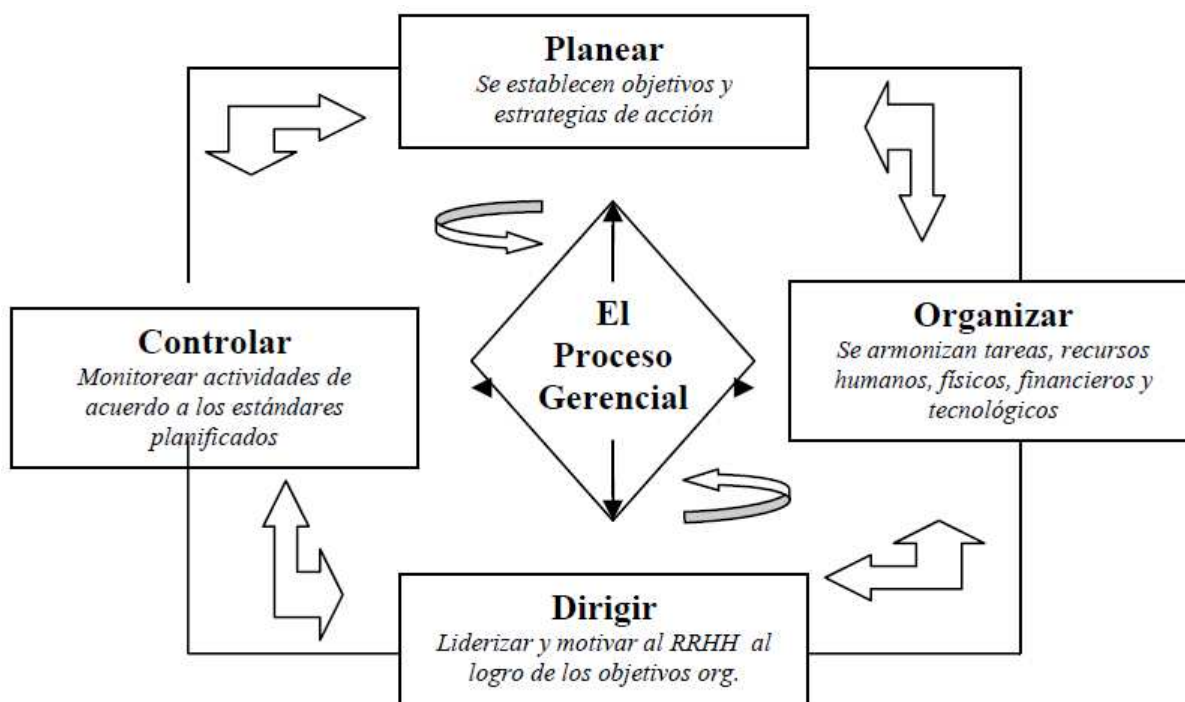 Planear
Se establecen objetivos y
estrategias de acción
Controlar
Monitorear actividades de
acuerdo a los estándares
planificados
El
Proceso
Gerencial
Organizar
Se armonizan tareas, recursos
humanos, físicos, financieros y
tecnológicos
Dirigir
Liderizar y motivar al RRHH al
logro de los objetivos org.